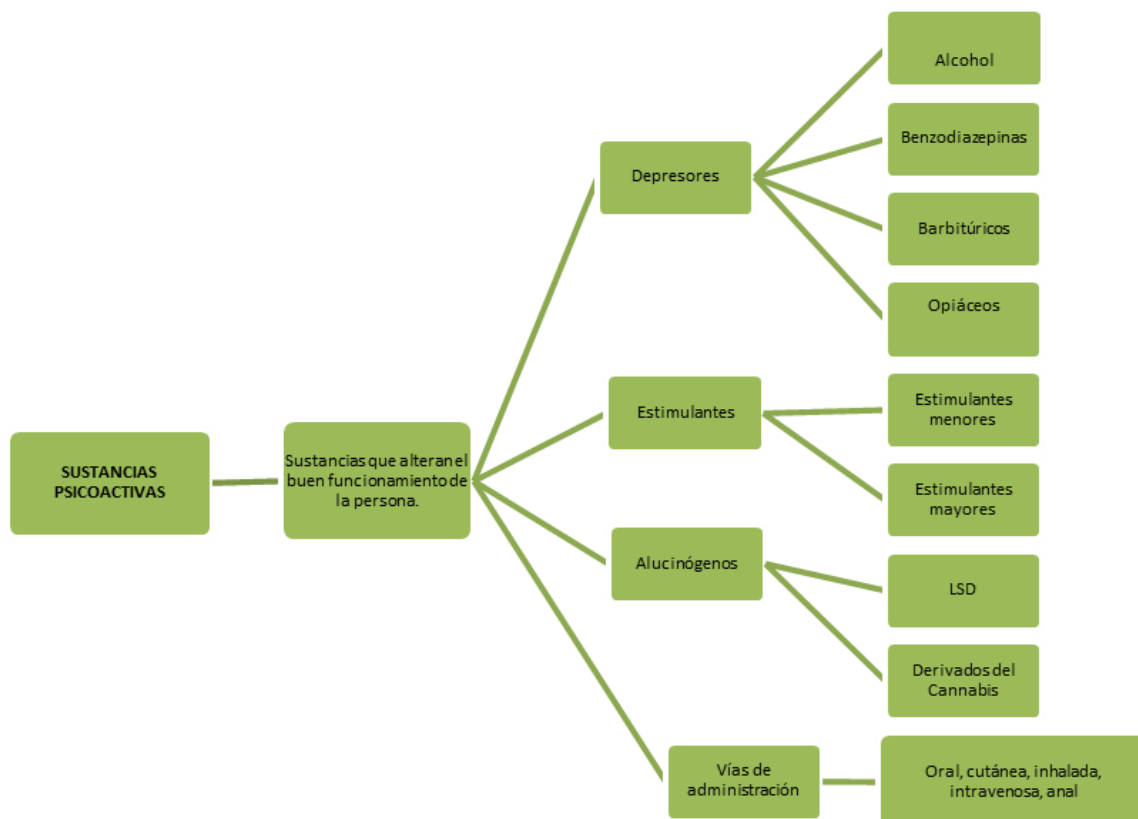 SUSTANCIAS
PSICOACTIVAS
Sustancias que alteran el
buen funcionamiento de
la persona.
Depresores
Alcohol
Benzodiazepinas
Barbitúricos
Opiáceos
Estimulantes
Estimulantes
menores
Estimulantes
mayores
Alucinógenos
LSD
Derivados del
Cannabis
Vías de
administración
Oral, cutánea, inhalada,
intravenosa, anal